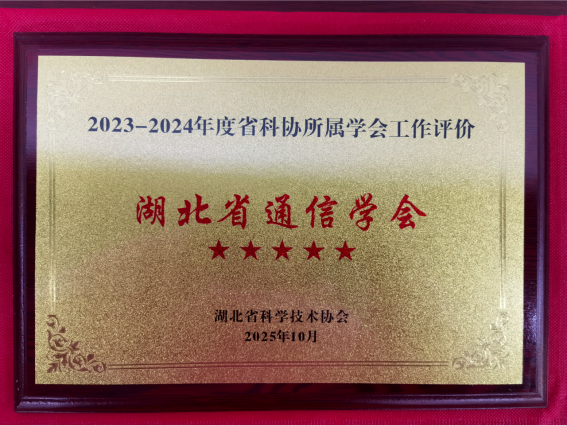 2023-2024年度省科协所属学会工作评价
湖北省通信学会
★★★★★
湖北省科学技术协会
2025年10月